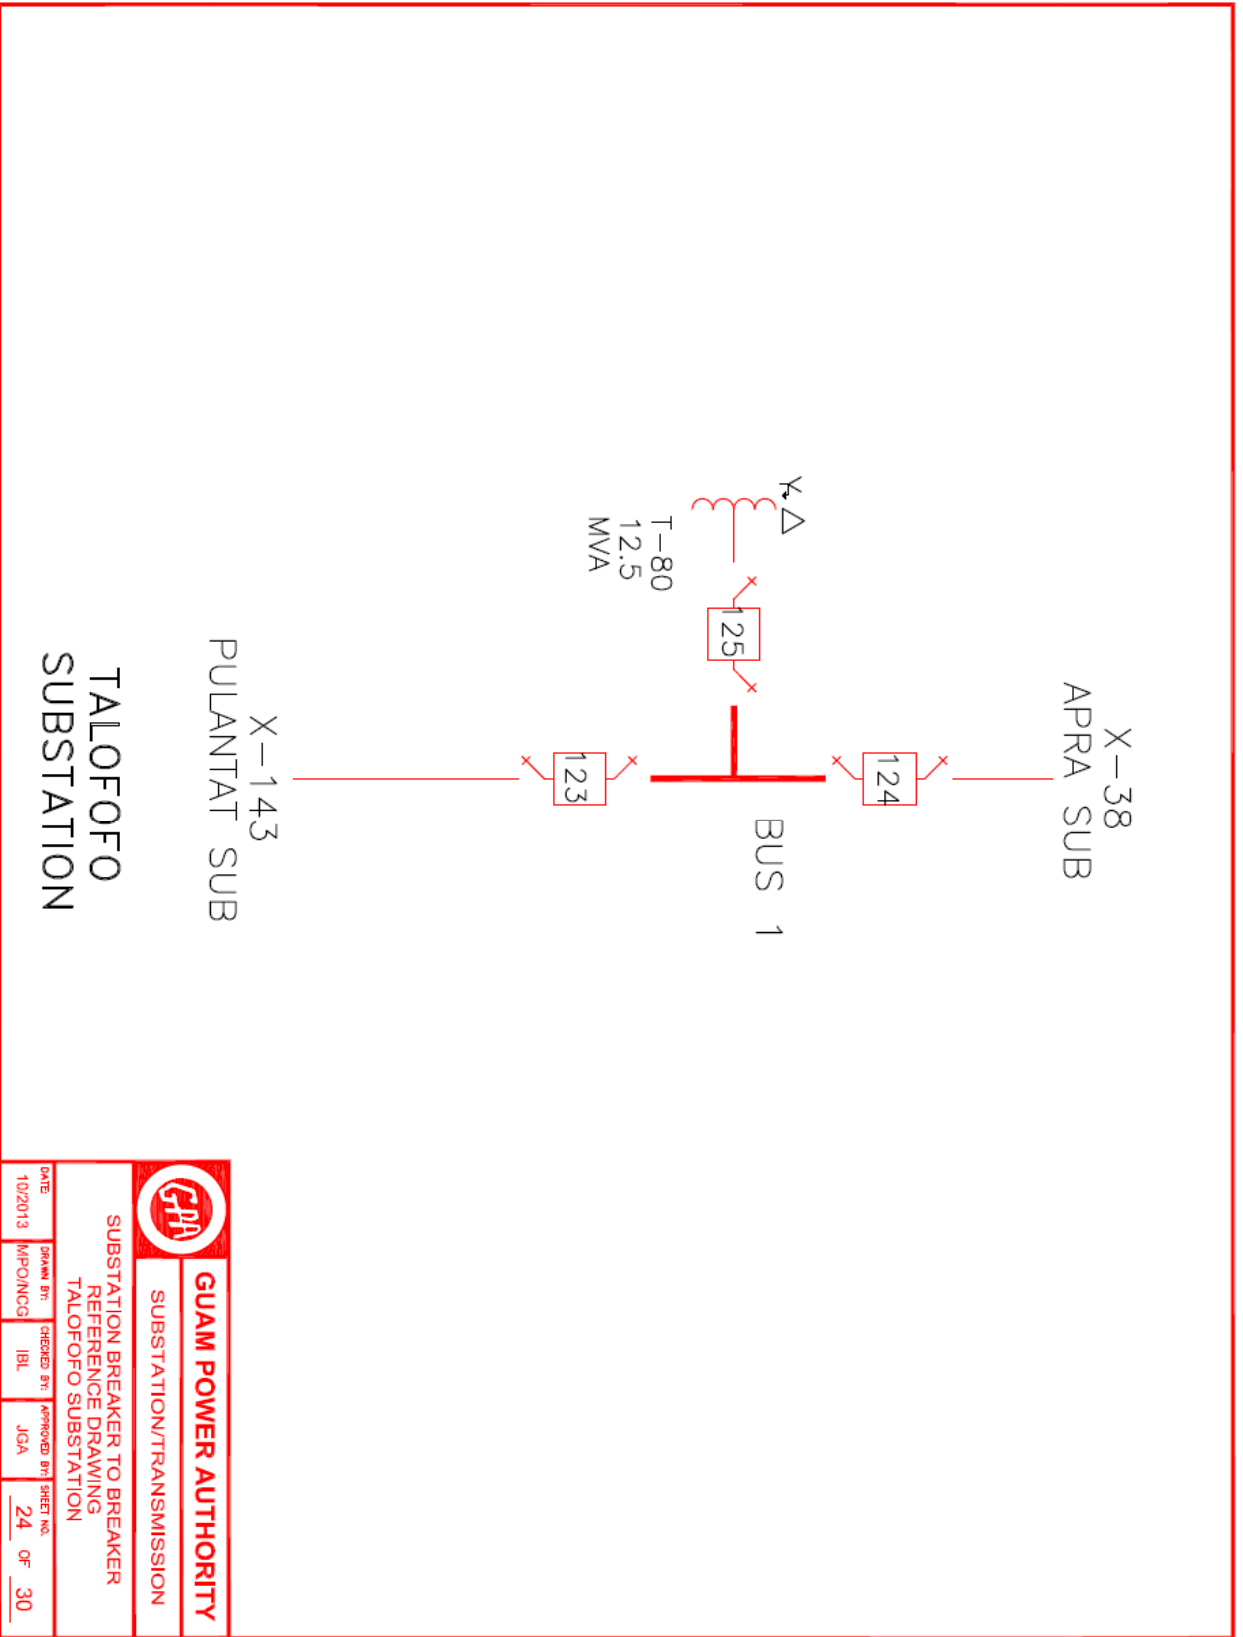 X-38
APRA SUB
124
BUS 1
125
T-80
12.5
MVA
123
X-143
PULANTAT SUB
TALOFOFO
SUBSTATION
GPA
GUAM POWER AUTHORITY
SUBSTATION/TRANSMISSION
SUBSTATION BREAKER TO BREAKER
REFERENCE DRAWING
TALOFOFO SUBSTATION
DATE: DRAWN BY: CHECKED BY: APPROVED BY: SHEET NO.
10/2013 MPO/NCG IBL JGA 24 OF 30